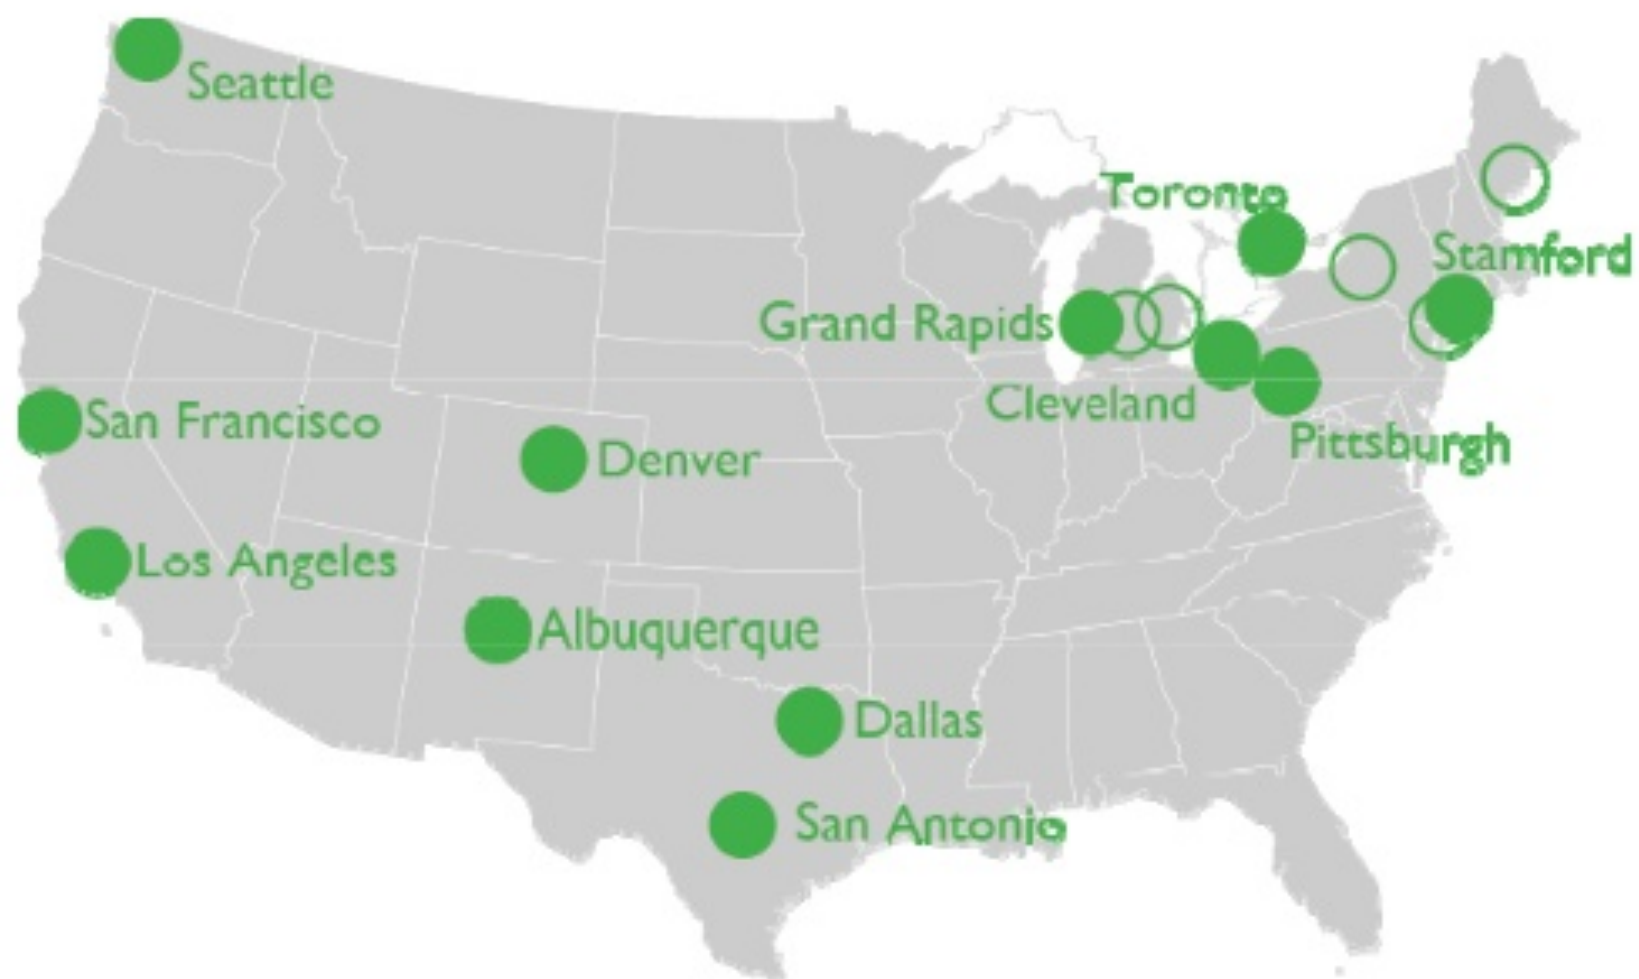 Seattle
Toronto
Stamford
Grand Rapids
Cleveland
San Francisco
Pittsburgh
Denver
Los Angeles
Albuquerque
Dallas
San Antonio